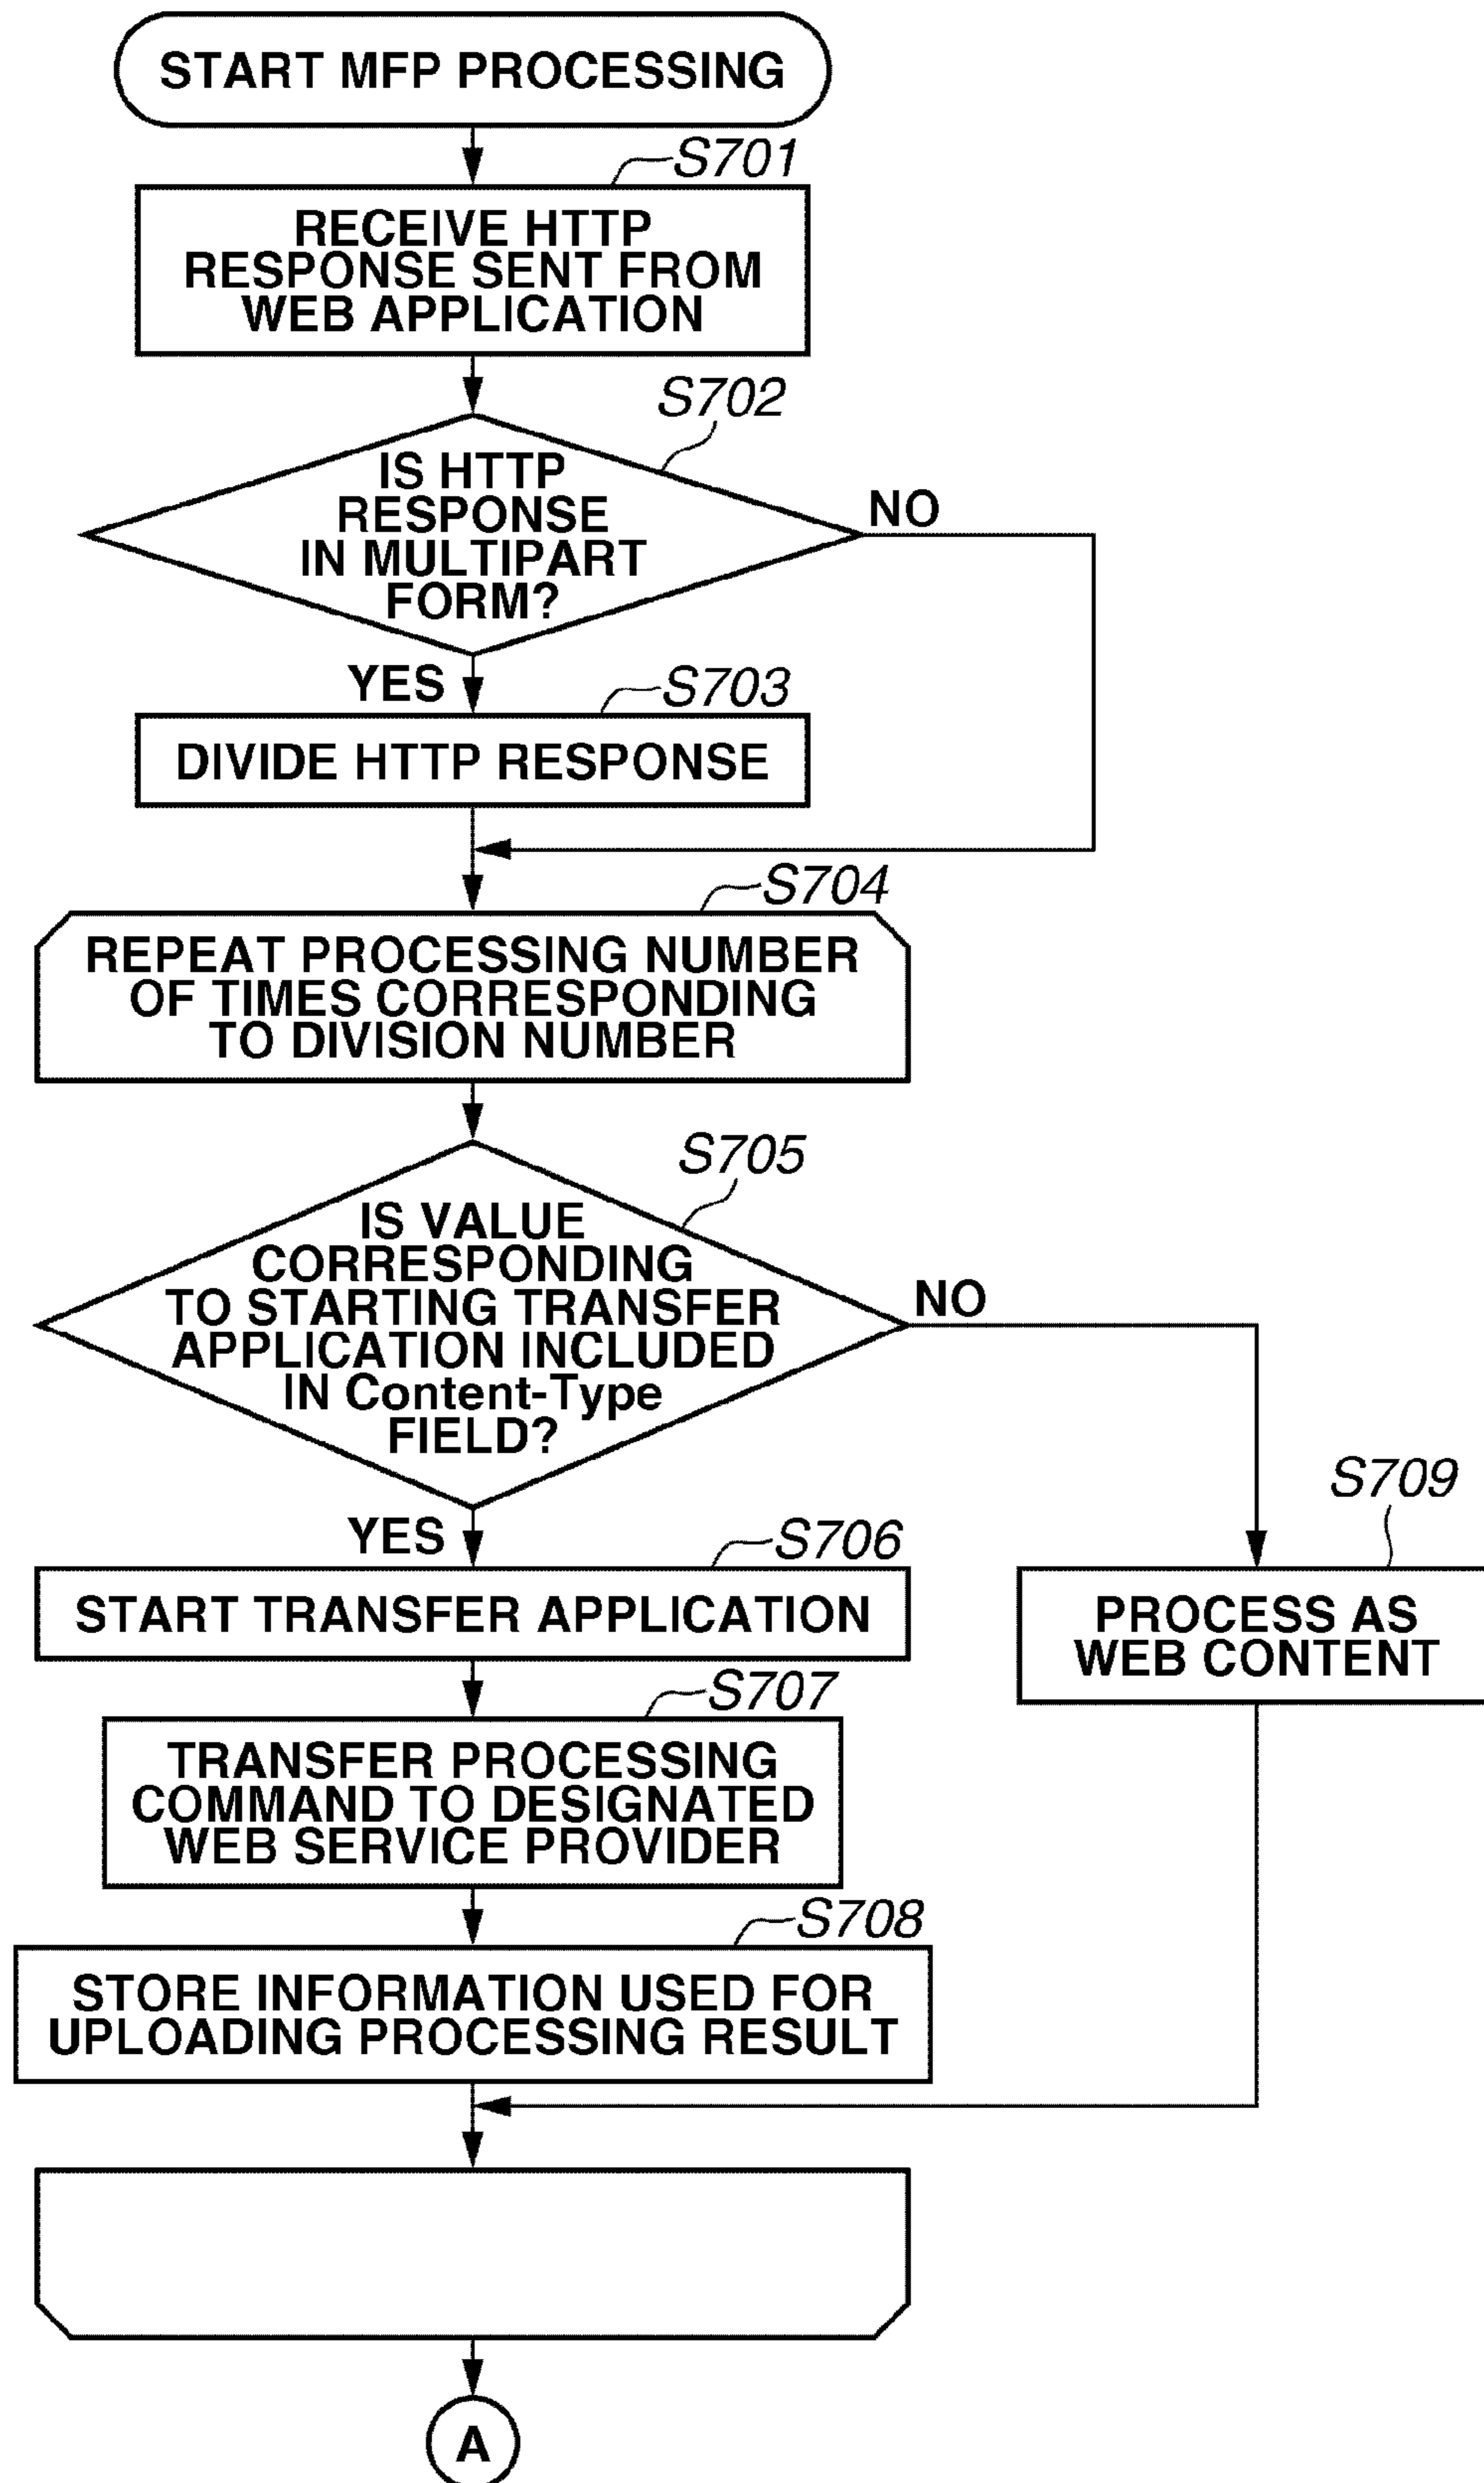 START MFP PROCESSING
S701
RECEIVE HTTP
RESPONSE SENT FROM
WEB APPLICATION
S702
IS HTTP
RESPONSE
IN MULTIPART
FORM?
NO
YES
S703
DIVIDE HTTP RESPONSE
S704
REPEAT PROCESSING NUMBER
OF TIMES CORRESPONDING
TO DIVISION NUMBER
S705
IS VALUE
CORRESPONDING
TO STARTING TRANSFER
APPLICATION INCLUDED
IN Content-Type
FIELD?
NO
YES
S706
START TRANSFER APPLICATION
S709
PROCESS AS
WEB CONTENT
S707
TRANSFER PROCESSING
COMMAND TO DESIGNATED
WEB SERVICE PROVIDER
S708
STORE INFORMATION USED FOR
UPLOADING PROCESSING RESULT
A